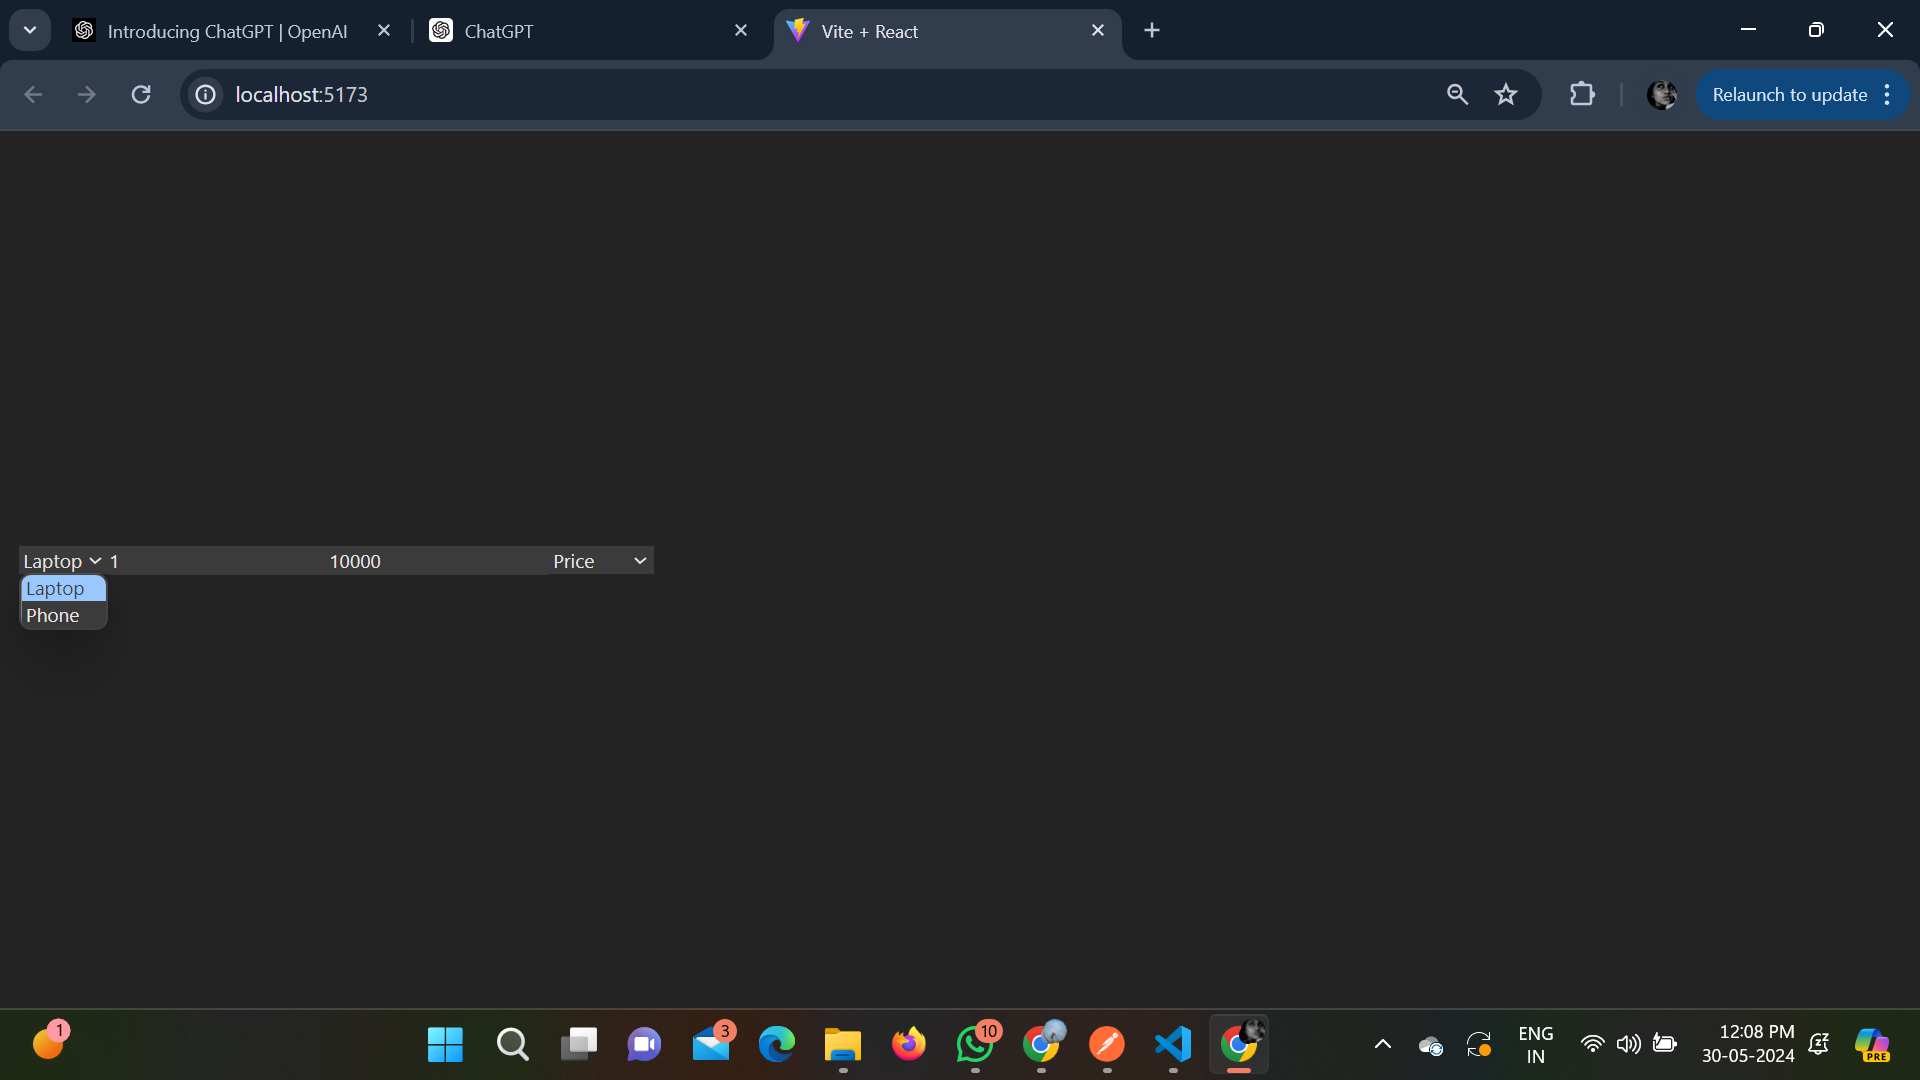 Introducing ChatGPT | OpenAI
ChatGPT
Vite + React
localhost:5173
Relaunch to update
Laptop
1
10000
Price
Laptop
Phone
1
3
10
ENG
IN
12:08 PM
30-05-2024
PRE